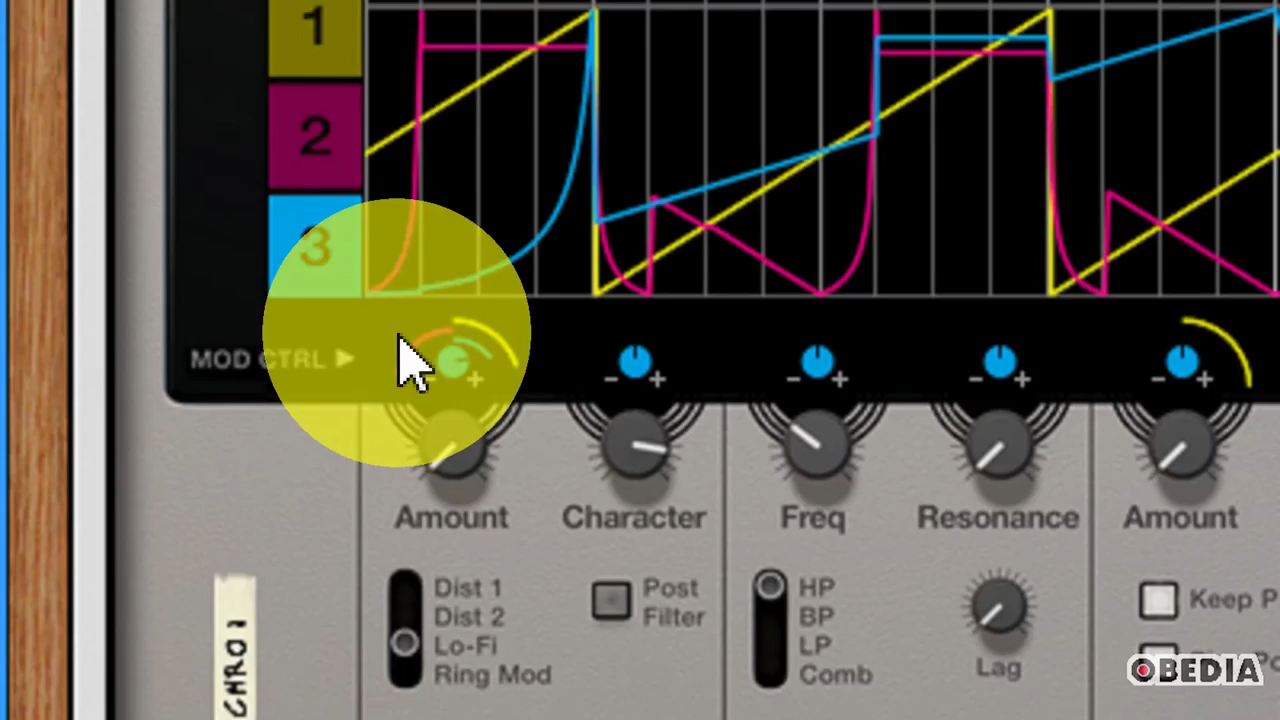 1
2
3
MOD CTRL ▶
- + - + - + - + - +
Amount Character Freq Resonance Amount
Dist 1
Dist 2
Lo-Fi
Ring Mod
Post
Filter
HP
BP
LP
Comb
Lag
Keep P
SYNCHRO1
OBEDIA